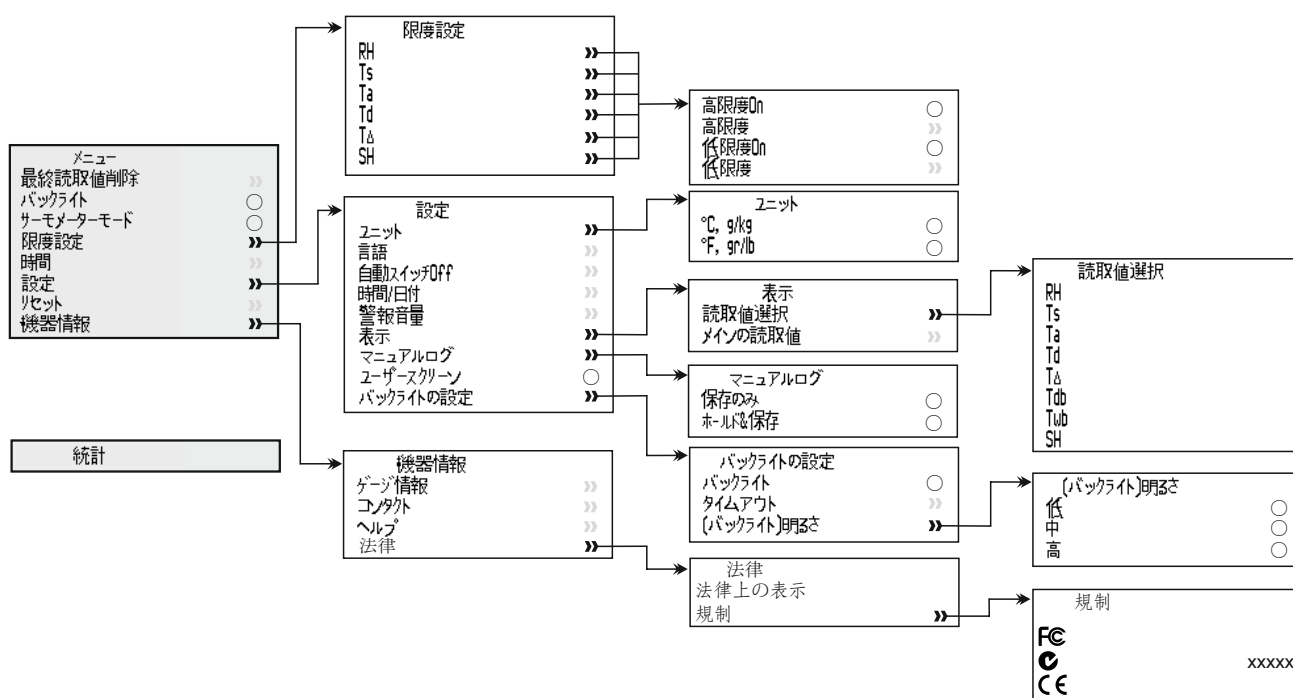 メニュー
最終読取値削除
バックライト
サーモメーターモード
限度設定
時間
設定
リセット
機器情報
統計
限度設定
RH
Ts
Ta
Td
T△
SH
設定
ユニット
言語
自動スイッチOff
時間/日付
警報音量
表示
マニュアルログ
ユーザースクリーン
バックライトの設定
機器情報
ゲージ情報
コンタクト
ヘルプ
法律
高限度On
高限度
低限度On
低限度
ユニット
°C, g/kg
°F, gr/lb
表示
読取値選択
メインの読取値
マニュアルログ
保存のみ
ホールド&保存
バックライトの設定
バックライト
タイムアウト
(バックライト)明るさ
法律
法律上の表示
規制
読取値選択
RH
Ts
Ta
Td
T△
Tdb
Twb
SH
(バックライト)明るさ
低
中
高
規制
FC
xxxxx
CE